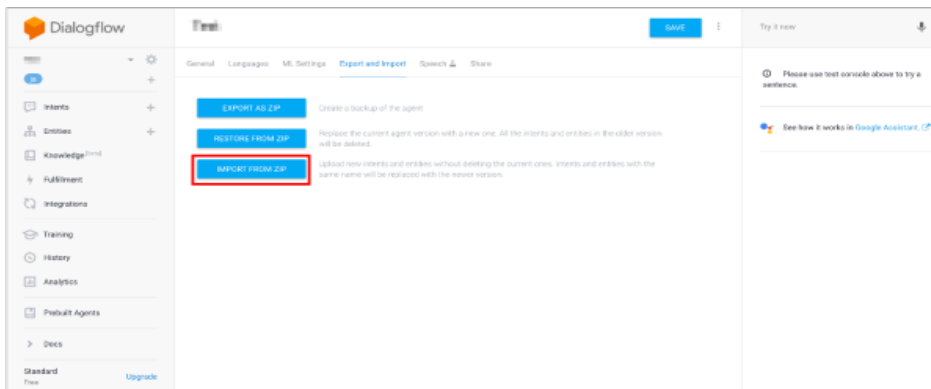 Dialogflow
SAVE
Try it now
General Languages ML Settings Export and Import Speech Share
Please use test console above to try a
sentence.
Intents
Entities
Knowledge [beta]
Fulfillment
Integrations
Training
History
Analytics
Prebuilt Agents
Docs
Standard
Free
Upgrade
EXPORT AS ZIP
Create a backup of the agent
RESTORE FROM ZIP
Replace the current agent version with a new one. All the intents and entities in the older version
will be deleted.
IMPORT FROM ZIP
Upload new intents and entities without deleting the current ones. Intents and entities with the
same name will be replaced with the newer version.
See how it works in Google Assistant.